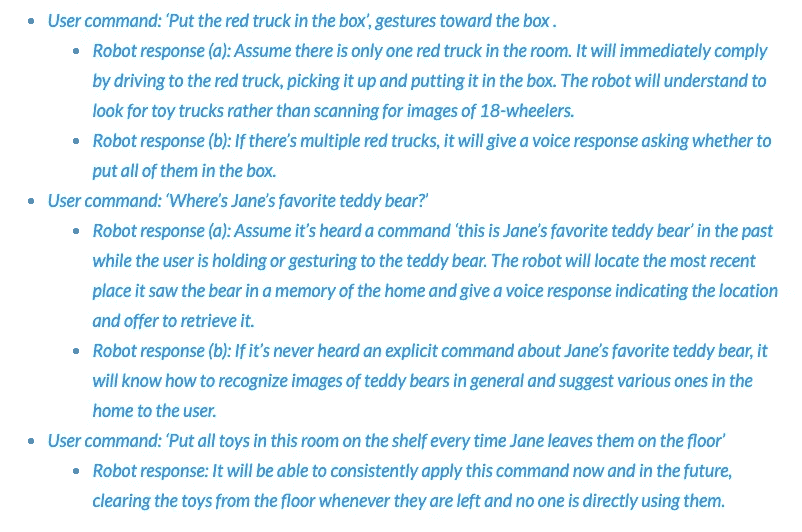 • User command: ‘Put the red truck in the box’, gestures toward the box .
• Robot response (a): Assume there is only one red truck in the room. It will immediately comply
by driving to the red truck, picking it up and putting it in the box. The robot will understand to
look for toy trucks rather than scanning for images of 18-wheelers.
• Robot response (b): If there’s multiple red trucks, it will give a voice response asking whether to
put all of them in the box.
• User command: ‘Where’s Jane’s favorite teddy bear?’
• Robot response (a): Assume it’s heard a command ‘this is Jane’s favorite teddy bear’ in the past
while the user is holding or gesturing to the teddy bear. The robot will locate the most recent
place it saw the bear in a memory of the home and give a voice response indicating the location
and offer to retrieve it.
• Robot response (b): If it’s never heard an explicit command about Jane’s favorite teddy bear, it
will know how to recognize images of teddy bears in general and suggest various ones in the
home to the user.
• User command: ‘Put all toys in this room on the shelf every time Jane leaves them on the floor’
• Robot response: It will be able to consistently apply this command now and in the future,
clearing the toys from the floor whenever they are left and no one is directly using them.